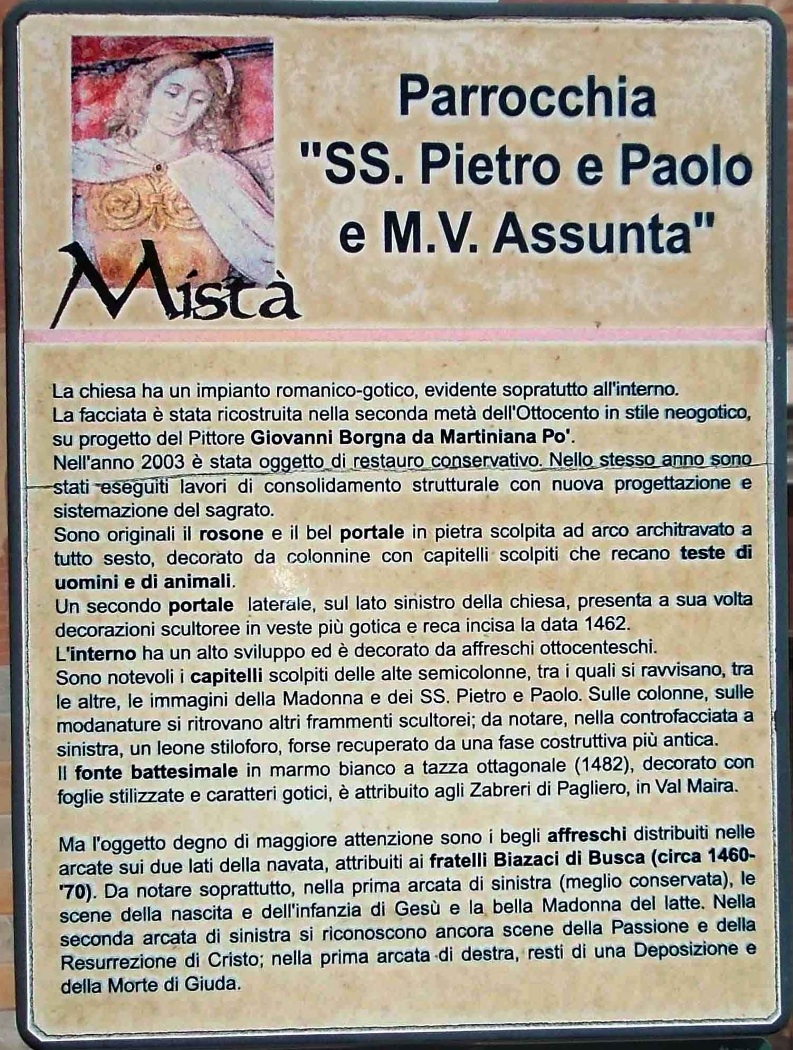 Parrocchia
"SS. Pietro e Paolo
e M.V. Assunta"
Mistà
La chiesa ha un impianto romanico-gotico, evidente sopratutto all'interno.
La facciata è stata ricostruita nella seconda metà dell'Ottocento in stile neogotico,
su progetto del Pittore Giovanni Borgna da Martiniana Po'.
Nell'anno 2003 è stata oggetto di restauro conservativo. Nello stesso anno sono
stati eseguiti lavori di consolidamento strutturale con nuova progettazione e
sistemazione del sagrato.
Sono originali il rosone e il bel portale in pietra scolpita ad arco architravato a
tutto sesto, decorato da colonnine con capitelli scolpiti che recano teste di
uomini e di animali.
Un secondo portale laterale, sul lato sinistro della chiesa, presenta a sua volta
decorazioni scultoree in veste più gotica e reca incisa la data 1462.
L'interno ha un alto sviluppo ed è decorato da affreschi ottocenteschi.
Sono notevoli i capitelli scolpiti delle alte semicolonne, tra i quali si ravvisano, tra
le altre, le immagini della Madonna e dei SS. Pietro e Paolo. Sulle colonne, sulle
modanature si ritrovano altri frammenti scultorei; da notare, nella controfacciata a
sinistra, un leone stiloforo, forse recuperato da una fase costruttiva più antica.
Il fonte battesimale in marmo bianco a tazza ottagonale (1482), decorato con
foglie stilizzate e caratteri gotici, è attribuito agli Zabreri di Pagliero, in Val Maira.
Ma l'oggetto degno di maggiore attenzione sono i begli affreschi distribuiti nelle
arcate sui due lati della navata, attribuiti ai fratelli Biazaci di Busca (circa 1460-
'70). Da notare soprattutto, nella prima arcata di sinistra (meglio conservata), le
scene della nascita e dell'infanzia di Gesù e la bella Madonna del latte. Nella
seconda arcata di sinistra si riconoscono ancora scene della Passione e della
Resurrezione di Cristo; nella prima arcata di destra, resti di una Deposizione e
della Morte di Giuda.